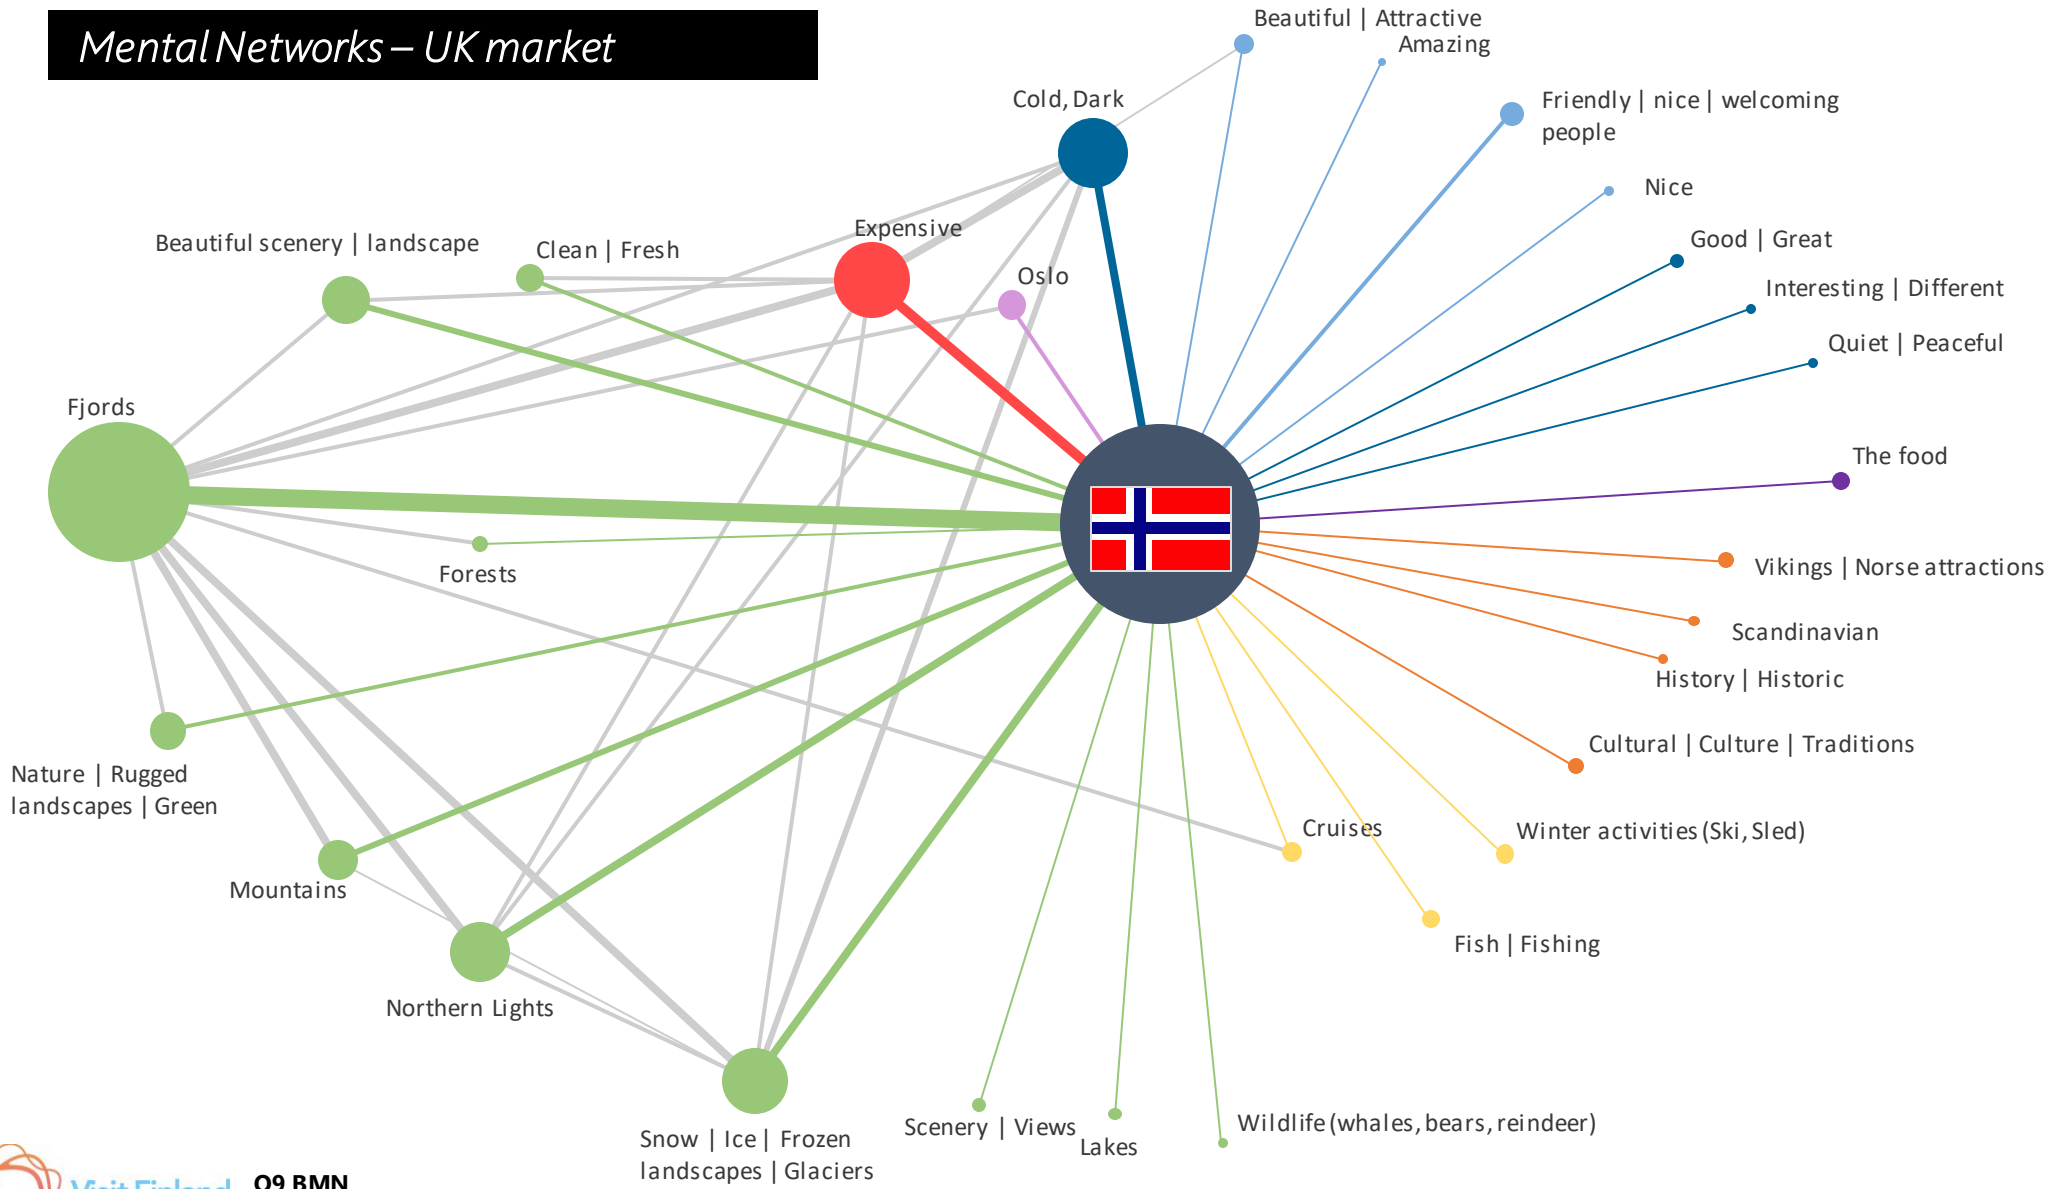 Mental Networks – UK market
Beautiful | Attractive
Amazing
Cold, Dark
Friendly | nice | welcoming
people
Nice
Expensive
Beautiful scenery | landscape
Clean | Fresh
Good | Great
Oslo
Interesting | Different
Quiet | Peaceful
Fjords
The food
Forests
Vikings | Norse attractions
Scandinavian
History | Historic
Nature | Rugged
landscapes | Green
Cultural | Culture | Traditions
Cruises
Winter activities (Ski, Sled)
Mountains
Fish | Fishing
Northern Lights
Scenery | Views
Lakes
Wildlife (whales, bears, reindeer)
Snow | Ice | Frozen
landscapes | Glaciers
Visit Finland
Q9 BMN